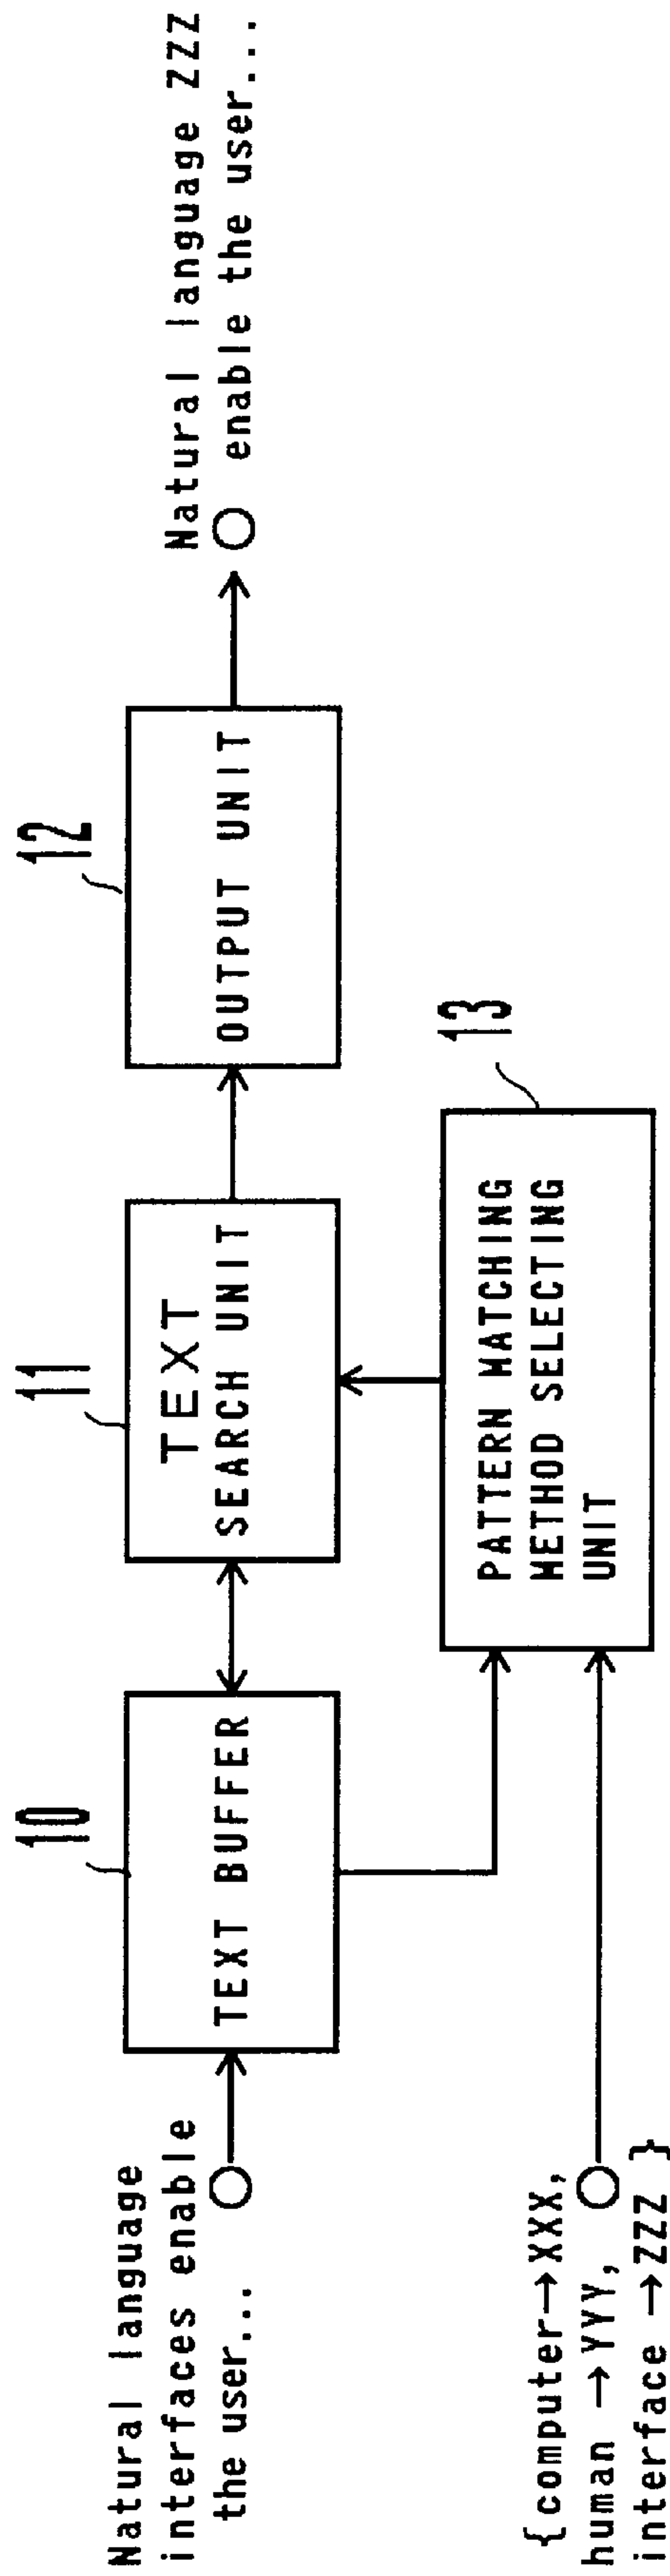 Natural language
interfaces enable
the user...
10
TEXT BUFFER
11
TEXT
SEARCH UNIT
12
OUTPUT UNIT
Natural language ZZZ
enable the user...
{computer→XXX,
human →YYY,
interface →ZZZ }
13
PATTERN MATCHING
METHOD SELECTING
UNIT